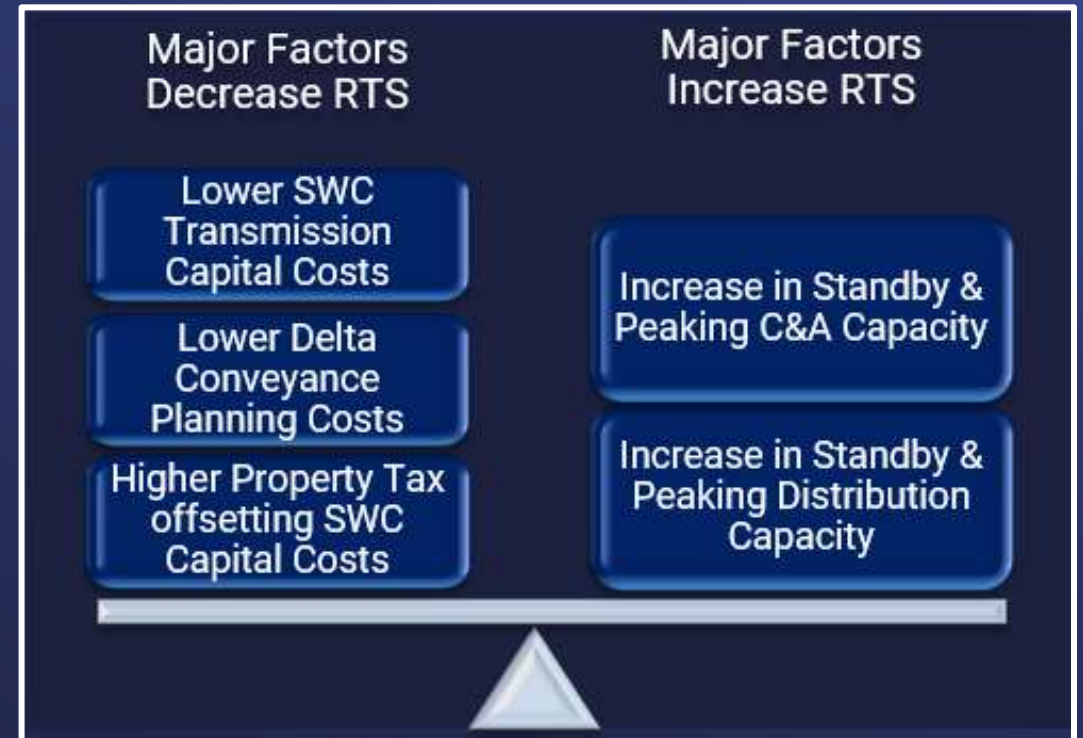 Major Factors
Decrease RTS
Lower SWC
Transmission
Capital Costs
Lower Delta
Conveyance
Planning Costs
Higher Property Tax
offsetting SWC
Capital Costs
Major Factors
Increase RTS
Increase in Standby &
Peaking C&A Capacity
Increase in Standby &
Peaking Distribution
Capacity